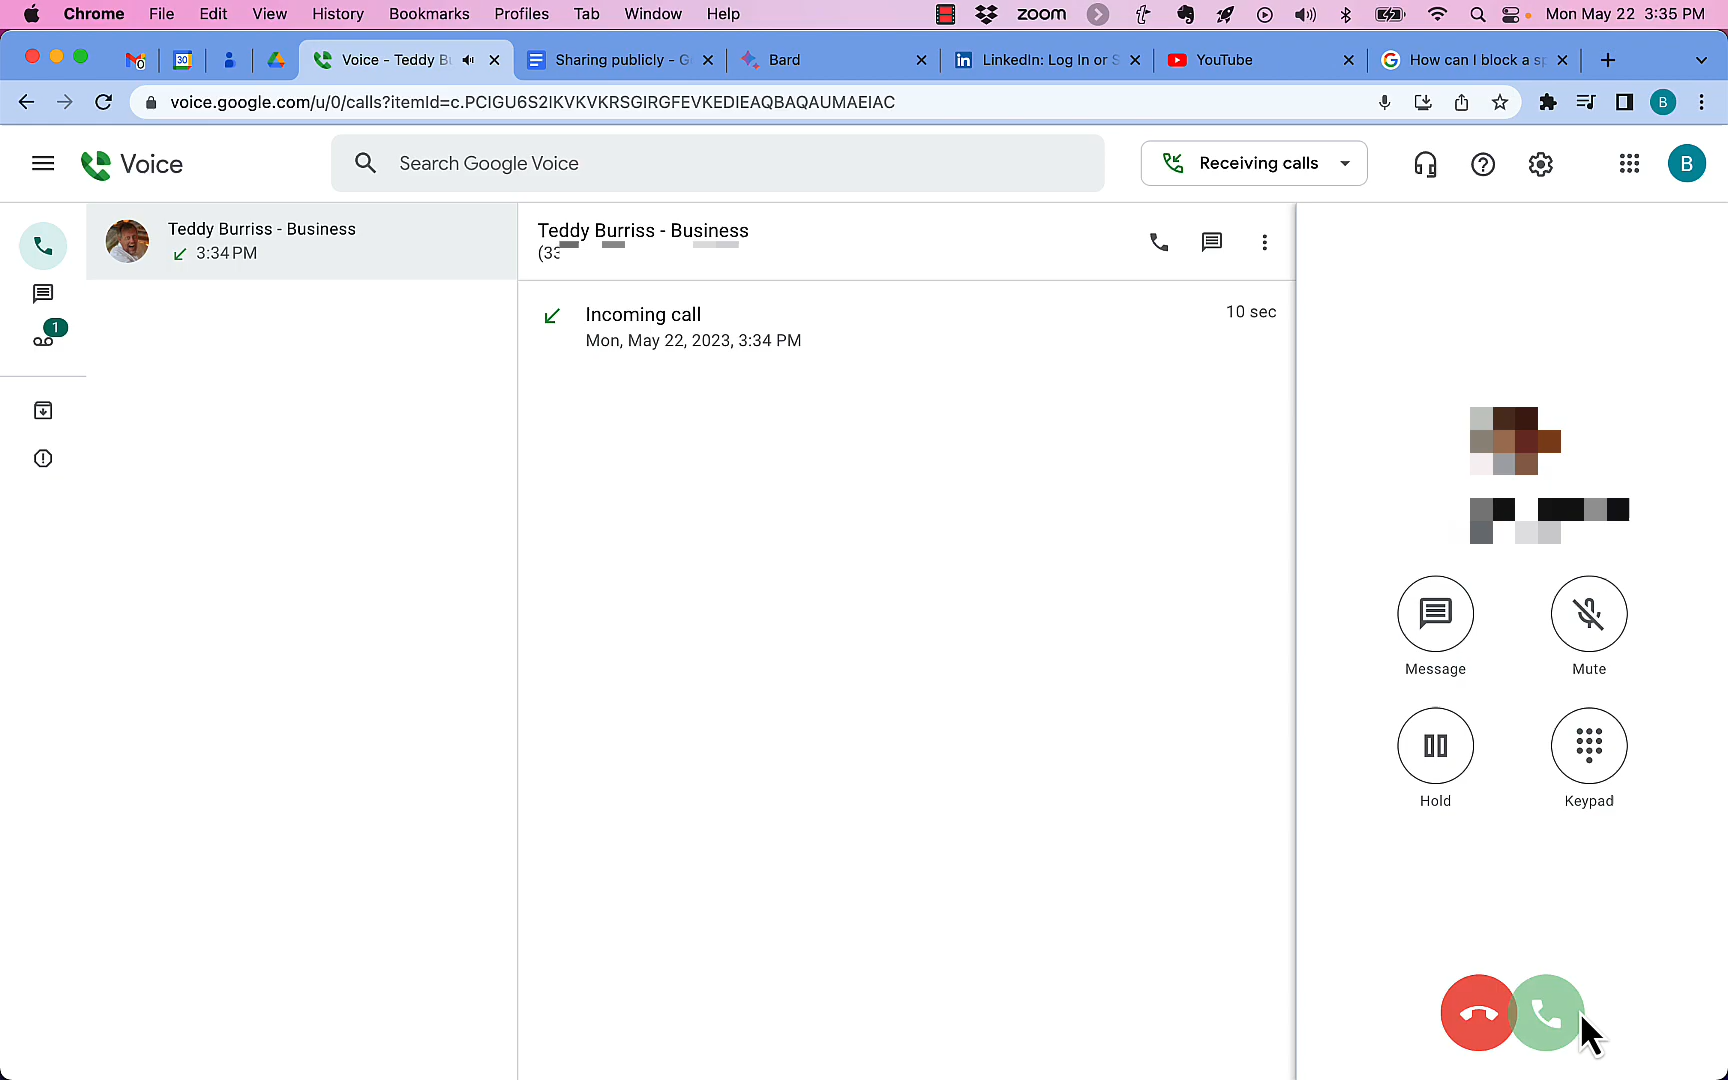 Chrome File Edit View History Bookmarks Profiles Tab Window Help zoom Mon May 22 3:35 PM
30 Voice - Teddy B Sharing publicly - G Bard LinkedIn: Log In or S YouTube How can I block a sp
voice.google.com/u/0/calls?itemId=c.PCIGU6S2IKVKVKRSGIRGFEVKEDIEAQBAQAUMAEIAC B
Voice Search Google Voice Receiving calls B
Teddy Burriss - Business
3:34 PM
1
Teddy Burriss - Business
(33
Incoming call 10 sec
Mon, May 22, 2023, 3:34 PM
Message Mute
Hold Keypad